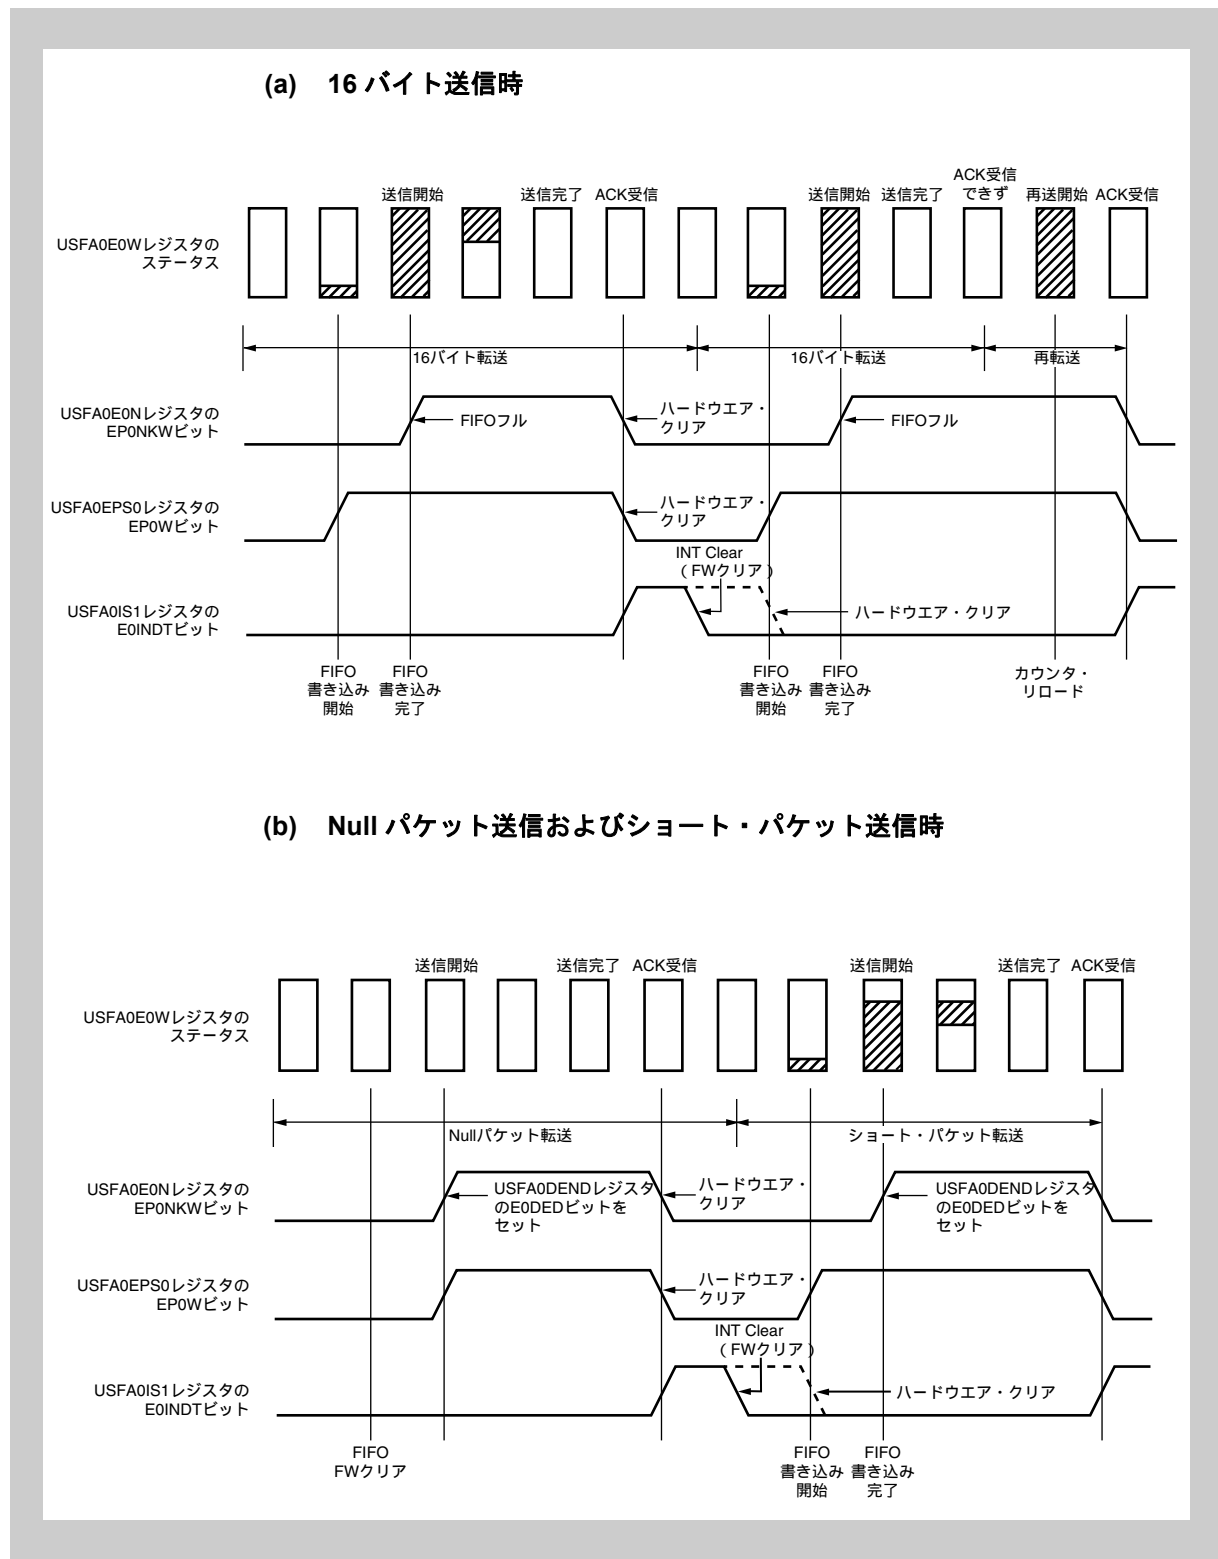 (a) 16 バイト送信時
送信開始 送信完了 ACK受信 送信開始 送信完了 ACK受信
できず 再送開始 ACK受信
USFA0E0Wレジスタの
ステータス
16バイト転送 16バイト転送 再転送
USFA0E0Nレジスタの
EP0NKWビット
FIFOフル
ハードウエア・
クリア
FIFOフル
USFA0EPS0レジスタの
EP0Wビット
ハードウエア・
クリア
INT Clear
(FWクリア)
USFA0IS1レジスタの
E0INDTビット
ハードウエア・クリア
FIFO
書き込み
開始
FIFO
書き込み
完了
FIFO
書き込み
開始
FIFO
書き込み
完了
カウンタ・
リロード
(b) Null パケット送信およびショート・パケット送信時
送信開始 送信完了 ACK受信 送信開始 送信完了 ACK受信
USFA0E0Wレジスタの
ステータス
Nullパケット転送 ショート・パケット転送
USFA0E0Nレジスタの
EP0NKWビット
USFA0DENDレジスタ
のE0DEDビットを
セット
ハードウエア・
クリア
USFA0DENDレジスタ
のE0DEDビットを
セット
USFA0EPS0レジスタの
EP0Wビット
ハードウエア・
クリア
INT Clear
(FWクリア)
USFA0IS1レジスタの
E0INDTビット
ハードウエア・クリア
FIFO
FWクリア
FIFO
書き込み
開始
FIFO
書き込み
完了